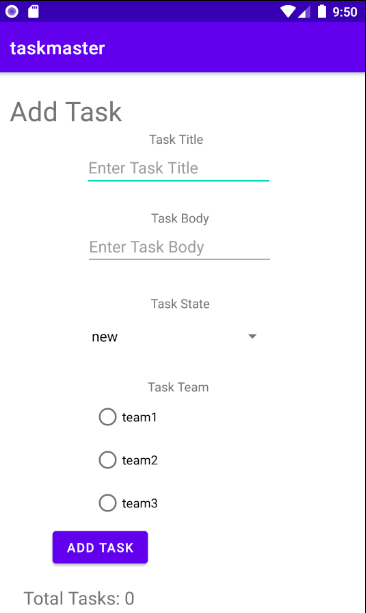 9:50
taskmaster
Add Task
Task Title
Enter Task Title
Task Body
Enter Task Body
Task State
new
Task Team
team1
team2
team3
ADD TASK
Total Tasks: 0